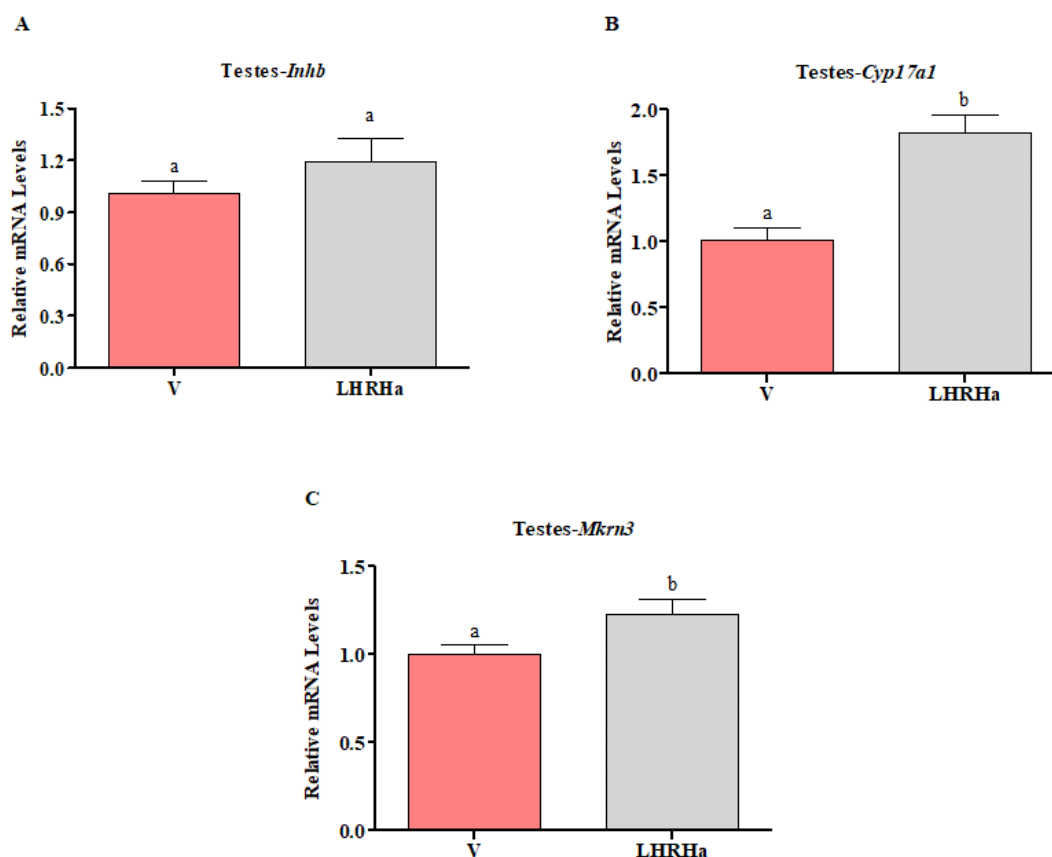 A
Testes-Inhb
Relative mRNA Levels
1.5
1.2
0.9
0.6
0.3
0.0
a
a
V
LHRHa
B
Testes-Cyp17a1
Relative mRNA Levels
2.0
1.5
1.0
0.5
0.0
a
b
V
LHRHa
C
Testes-Mkrn3
Relative mRNA Levels
1.5
1.0
0.5
0.0
a
b
V
LHRHa